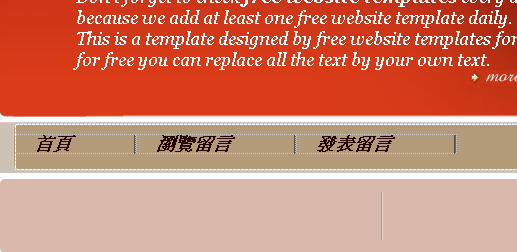 Don't forget to check free website templates every
because we add at least one free website template daily.
This is a template designed by free website templates for
for free you can replace all the text by your own text.
more
首頁 瀏覽留言 發表留言